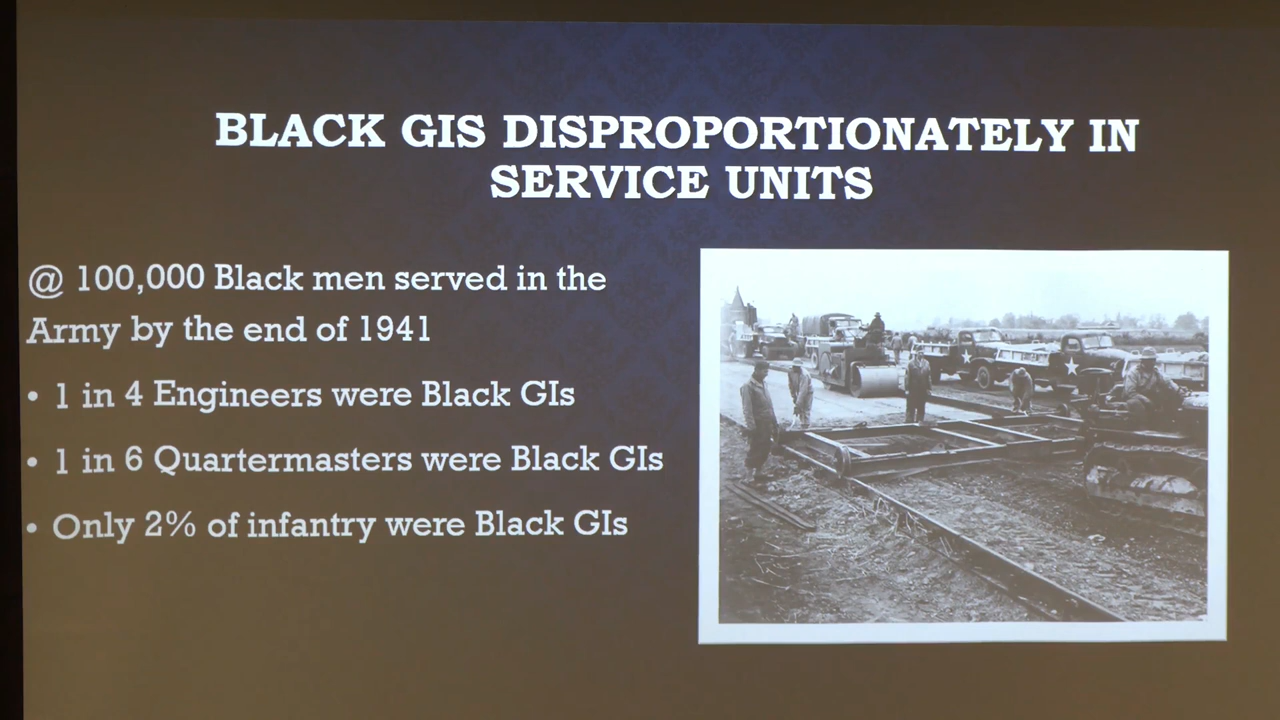 BLACK GIS DISPROPORTIONATELY IN
SERVICE UNITS
@ 100,000 Black men served in the
Army by the end of 1941
• 1 in 4 Engineers were Black GIs
• 1 in 6 Quartermasters were Black GIs
• Only 2% of infantry were Black GIs